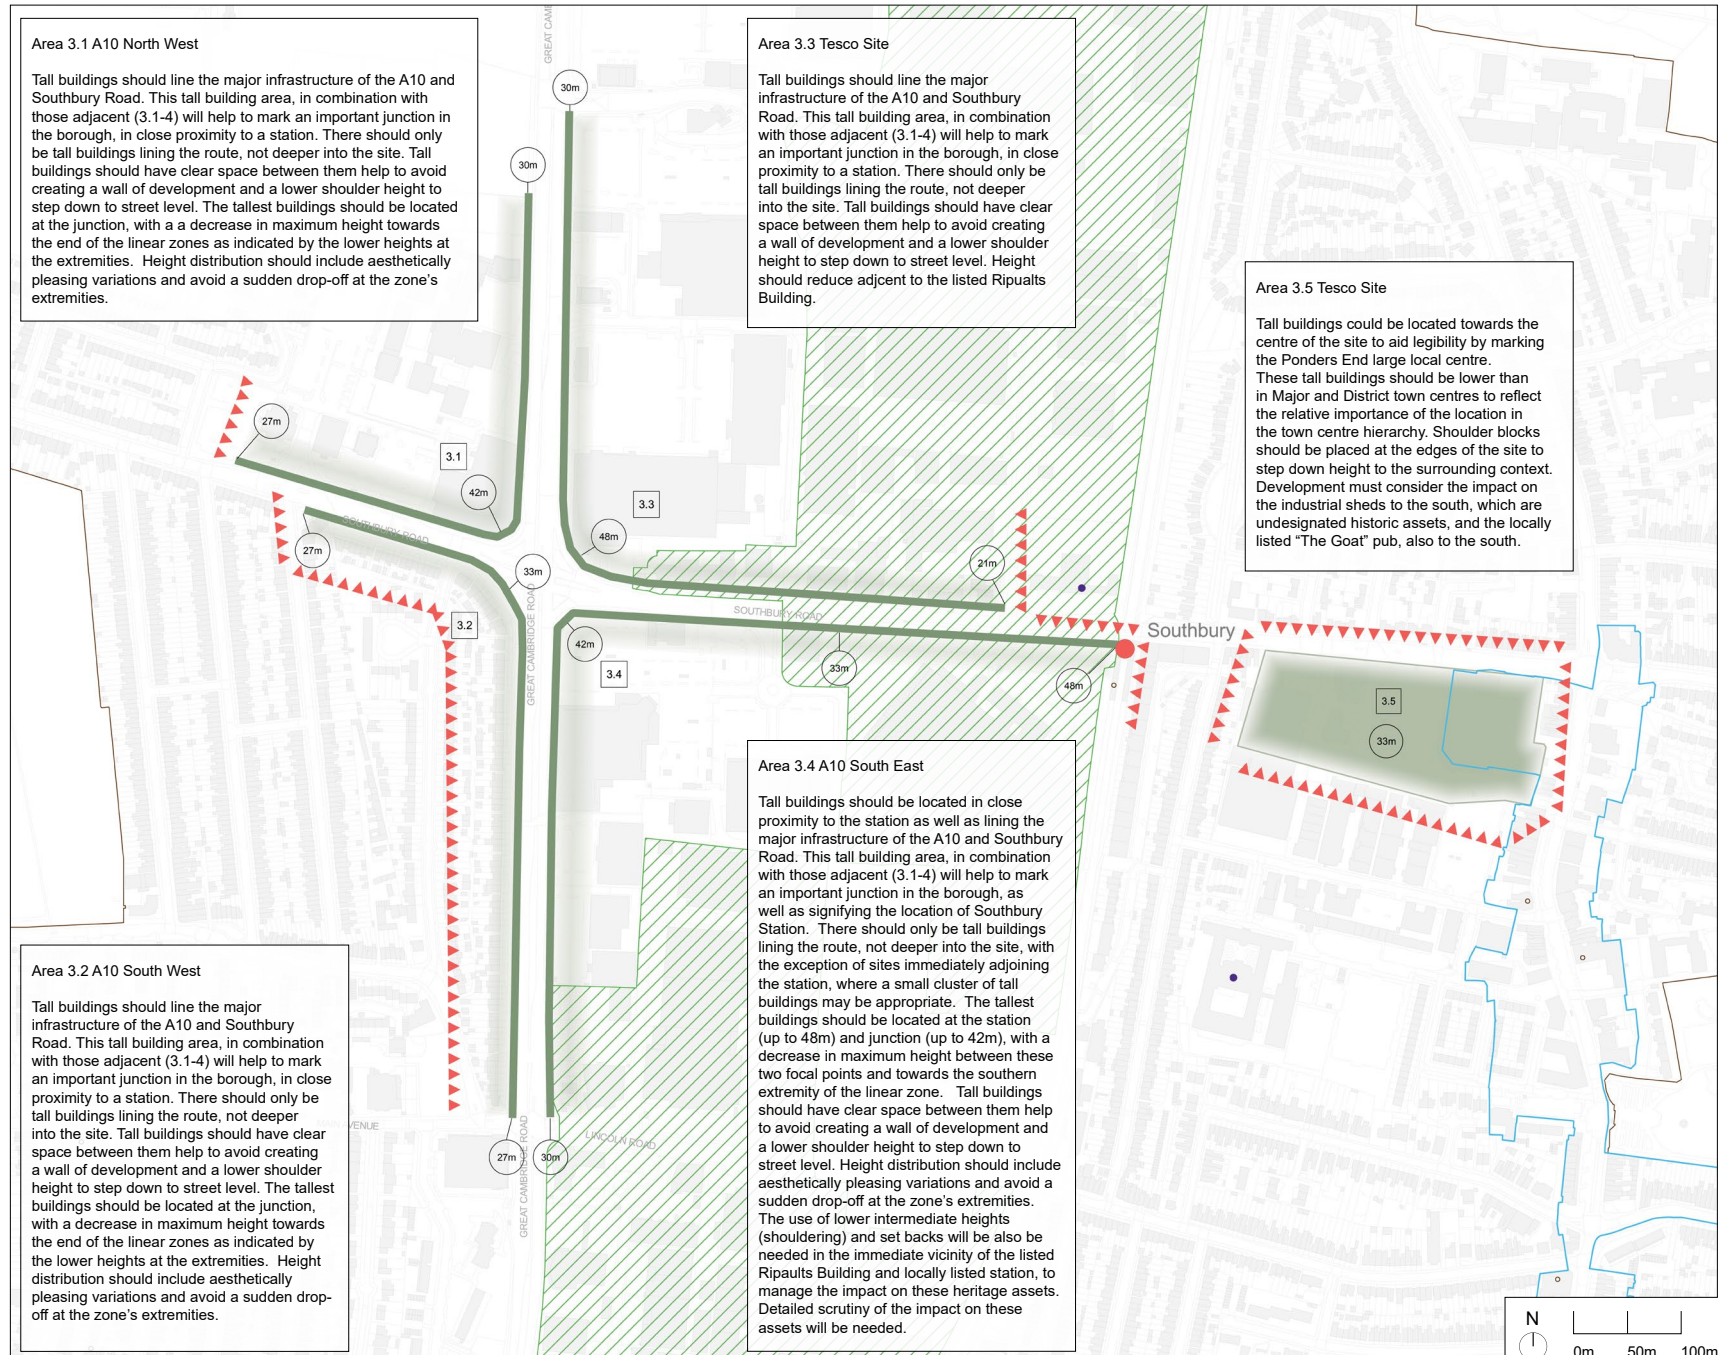 Area 3.1 A10 North West
Tall buildings should line the major infrastructure of the A10 and
Southbury Road. This tall building area, in combination with
those adjacent (3.1-4) will help to mark an important junction in
the borough, in close proximity to a station. There should only
be tall buildings lining the route, not deeper into the site. Tall
buildings should have clear space between them help to avoid
creating a wall of development and a lower shoulder height to
step down to street level. The tallest buildings should be located
at the junction, with a a decrease in maximum height towards
the end of the linear zones as indicated by the lower heights at
the extremities.  Height distribution should include aesthetically
pleasing variations and avoid a sudden drop-off at the zone's
extremities.
GREAT CAMB
30m
30m
Area 3.3 Tesco Site
Tall buildings should line the major
infrastructure of the A10 and Southbury
Road. This tall building area, in combination
with those adjacent (3.1-4) will help to mark
an important junction in the borough, in close
proximity to a station. There should only be
tall buildings lining the route, not deeper
into the site. Tall buildings should have clear
space between them help to avoid creating
a wall of development and a lower shoulder
height to step down to street level. Height
should reduce adjcent to the listed Ripualts
Building.
Area 3.5 Tesco Site
Tall buildings could be located towards the
centre of the site to aid legibility by marking
the Ponders End large local centre.
These tall buildings should be lower than
in Major and District town centres to reflect
the relative importance of the location in
the town centre hierarchy. Shoulder blocks
should be placed at the edges of the site to
step down height to the surrounding context.
Development must consider the impact on
the industrial sheds to the south, which are
undesignated historic assets, and the locally
listed “The Goat” pub, also to the south.
27m
3.1
42m
3.3
SOUTHBURY ROAD
48m
27m
33m
21m
GREAT CAMBRIDGE ROAD
SOUTHBURY ROAD
3.2
Southbury
42m
33m
3.4
48m
3.5
33m
Area 3.4 A10 South East
Tall buildings should be located in close
proximity to the station as well as lining the
major infrastructure of the A10 and Southbury
Road. This tall building area, in combination
with those adjacent (3.1-4) will help to mark
an important junction in the borough, as
well as signifying the location of Southbury
Station.  There should only be tall buildings
lining the route, not deeper into the site, with
the exception of sites immediately adjoining
the station, where a small cluster of tall
buildings may be appropriate.  The tallest
buildings should be located at the station
(up to 48m) and junction (up to 42m), with a
decrease in maximum height between these
two focal points and towards the southern
extremity of the linear zone.   Tall buildings
should have clear space between them help
to avoid creating a wall of development and
a lower shoulder height to step down to
street level. Height distribution should include
aesthetically pleasing variations and avoid a
sudden drop-off at the zone's extremities.
The use of lower intermediate heights
(shouldering) and set backs will be also be
needed in the immediate vicinity of the listed
Ripaults Building and locally listed station, to
manage the impact on these heritage assets.
Detailed scrutiny of the impact on these
assets will be needed.
Area 3.2 A10 South West
Tall buildings should line the major
infrastructure of the A10 and Southbury
Road. This tall building area, in combination
with those adjacent (3.1-4) will help to mark
an important junction in the borough, in close
proximity to a station. There should only be
tall buildings lining the route, not deeper
into the site. Tall buildings should have clear
space between them help to avoid creating
a wall of development and a lower shoulder
height to step down to street level. The tallest
buildings should be located at the junction,
with a decrease in maximum height towards
the end of the linear zones as indicated by
the lower heights at the extremities.  Height
distribution should include aesthetically
pleasing variations and avoid a sudden drop-
off at the zone's extremities.
AVENUE
27m
30m
LINCOLN ROAD
GREAT CAMBRIDGE ROAD
N
0m
50m
100m